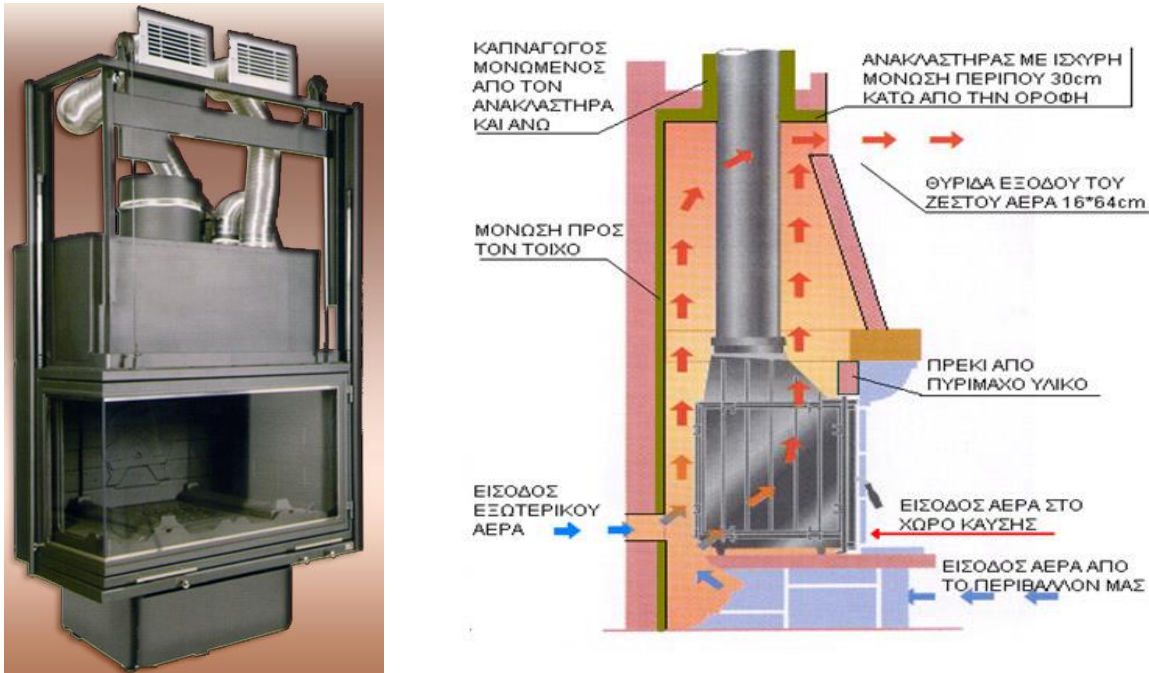 ΚΑΠΝΑΓΩΓΟΣ
ΜΟΝΩΜΕΝΟΣ
ΑΠΟ ΤΟΝ
ΑΝΑΚΛΑΣΤΗΡΑ
ΚΑΙ ΑΝΩ
ΑΝΑΚΛΑΣΤΗΡΑΣ ΜΕ ΙΣΧΥΡΗ
ΜΟΝΩΣΗ ΠΕΡΙΠΟΥ 30cm
ΚΑΤΩ ΑΠΟ ΤΗΝ ΟΡΟΦΗ
ΘΥΡΙΔΑ ΕΞΟΔΟΥ ΤΟΥ
ΖΕΣΤΟΥ ΑΕΡΑ 16*64cm
ΜΟΝΩΣΗ ΠΡΟΣ
ΤΟΝ ΤΟΙΧΟ
ΠΡΕΚΙ ΑΠΟ
ΠΥΡΙΜΑΧΟ ΥΛΙΚΟ
ΕΙΣΟΔΟΣ
ΕΞΩΤΕΡΙΚΟΥ
ΑΕΡΑ
ΕΙΣΟΔΟΣ ΑΕΡΑ ΣΤΟ
ΧΩΡΟ ΚΑΥΣΗΣ
ΕΙΣΟΔΟΣ ΑΕΡΑ ΑΠΟ
ΤΟ ΠΕΡΙΒΑΛΛΟΝ ΜΑΣ